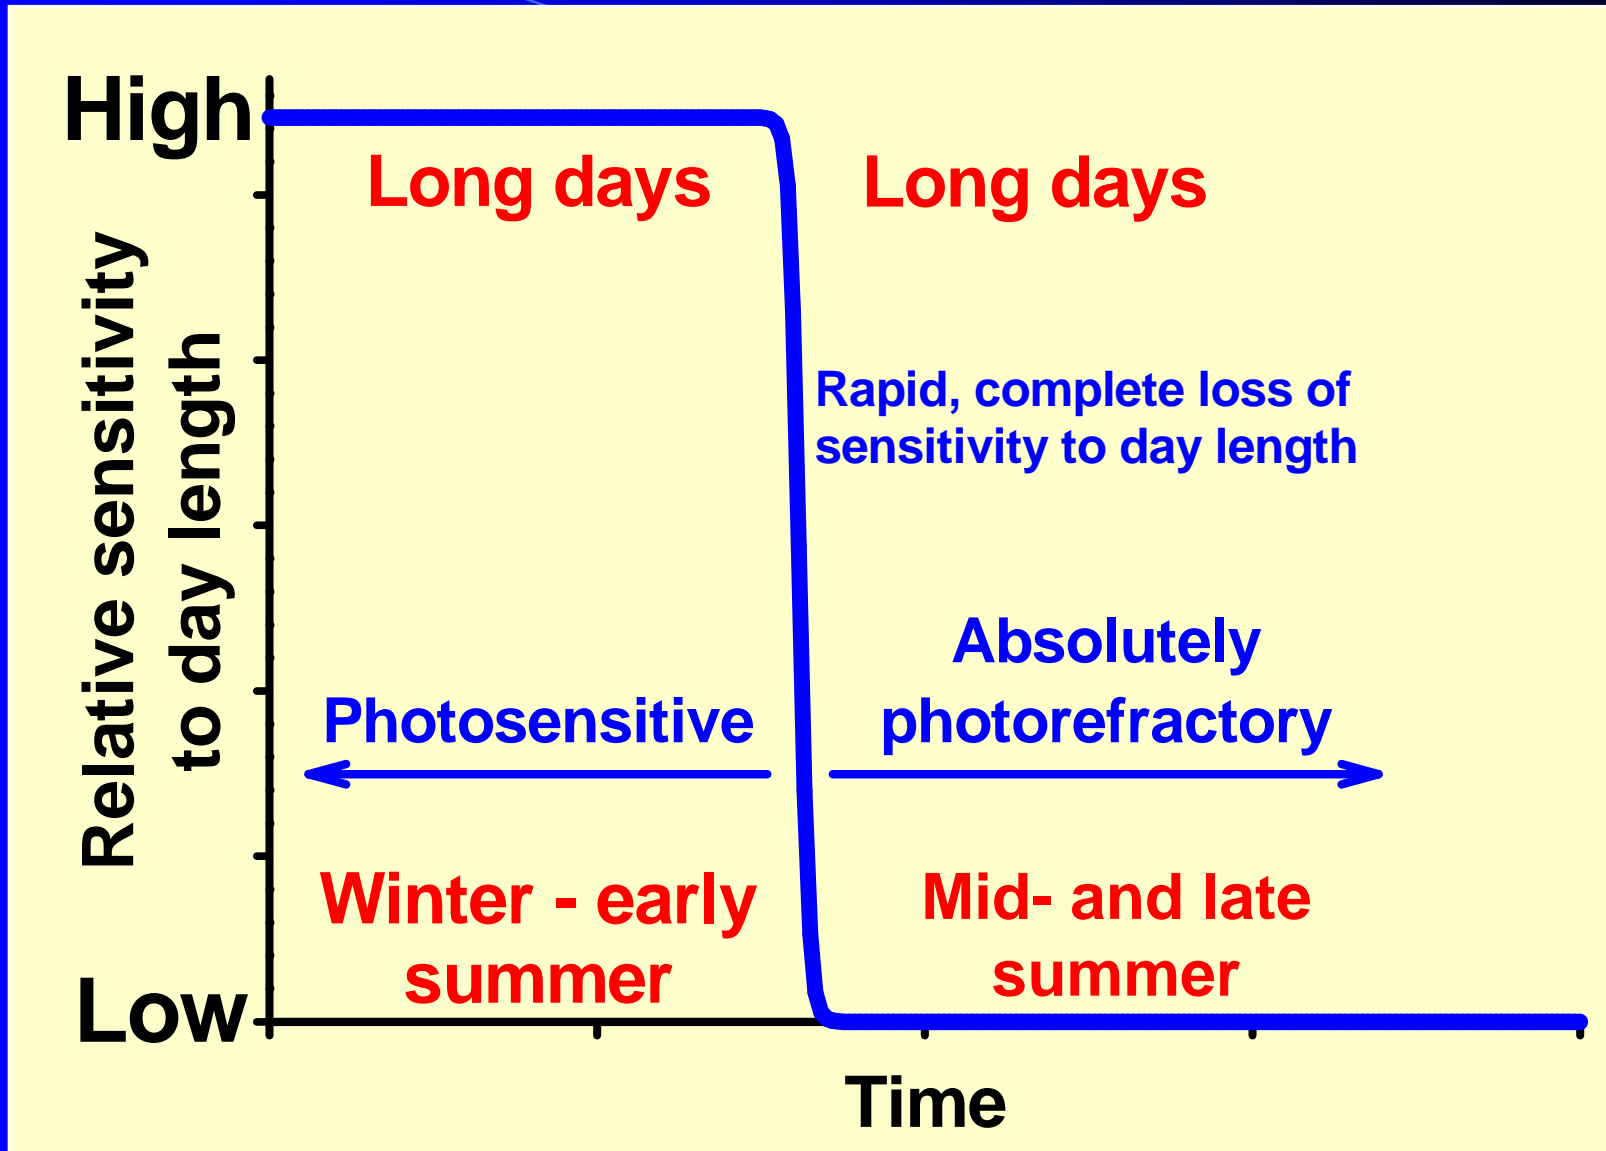 High
Long days
Long days
Relative sensitivity
to day length
Rapid, complete loss of
sensitivity to day length
Photosensitive
Absolutely
photorefractory
Winter - early
summer
Mid- and late
summer
Low
Time